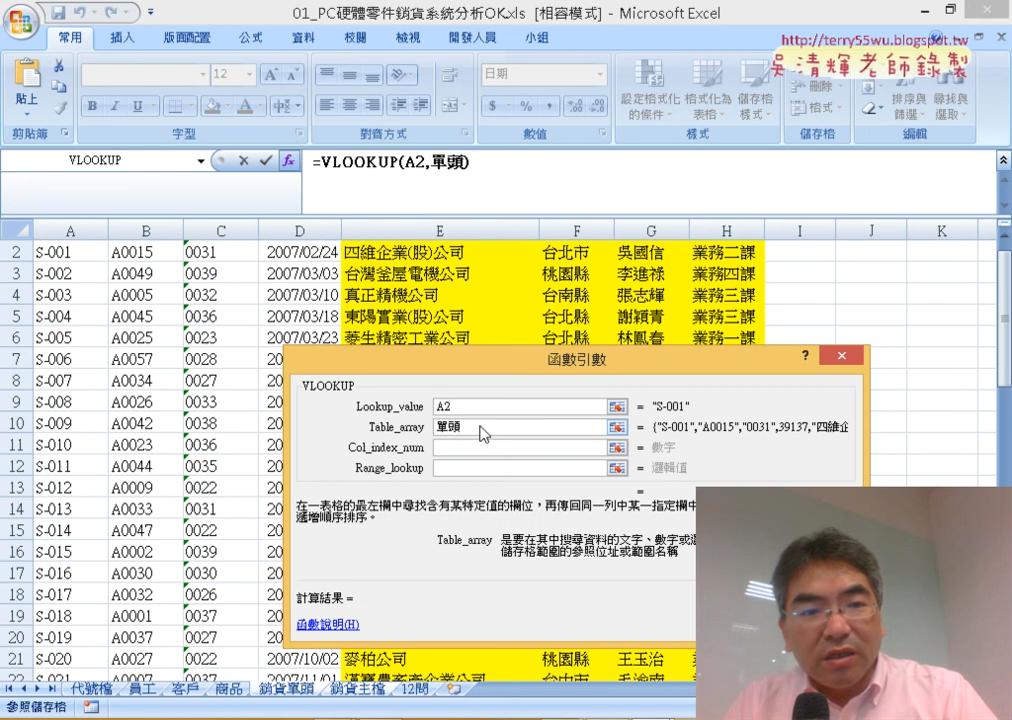 01_PC硬體零件銷貨系統分析OK.xls [相容模式] - Microsoft Excel
常用 插入 版面配置 公式 資料 校閱 檢視 開發人員 小組
http://terry55wu.blogspot.tw
吳清輝老師錄製
貼上 12 日期 設定格式化的條件 格式化為表格 儲存格樣式 刪除 格式 排序與篩選 尋找與選取
剪貼簿 字型 對齊方式 數值 樣式 儲存格 編輯
VLOOKUP =VLOOKUP(A2,單頭)
A B C D E F G H I J K
2 S-001 A0015 0031 2007/02/24 四維企業(股)公司 台北市 吳國信 業務二課
3 S-002 A0049 0039 2007/03/03 台灣釜屋電機公司 桃園縣 李進祿 業務四課
4 S-003 A0005 0032 2007/03/10 真正精機公司 台南縣 張志輝 業務三課
5 S-004 A0045 0036 2007/03/18 東陽實業(股)公司 台北縣 謝穎青 業務三課
6 S-005 A0025 0023 2007/03/23 菱生精密工業公司 台北縣 林鳳春 業務一課
7 S-006 A0057 0028 20
8 S-007 A0034 0027 20
9 S-008 A0026 0033 20
10 S-009 A0042 0038 20
11 S-010 A0023 0036 20
12 S-011 A0044 0035 20
13 S-012 A0009 0022 20
14 S-013 A0033 0031 20
15 S-014 A0047 0022 20
16 S-015 A0002 0039 20
17 S-016 A0030 0030 20
18 S-017 A0032 0026 20
19 S-018 A0001 0037 20
20 S-019 A0037 0027 20
21 S-020 A0027 0022 2007/10/02 麥柏公司 桃園縣 王玉治
函數引數
VLOOKUP
Lookup_value A2 = "S-001"
Table_array 單頭 = {"S-001","A0015","0031",39137,"四維企
Col_index_num = 數字
Range_lookup = 邏輯值
=
在一表格的最左欄中尋找含有某特定值的欄位，再傳回同一列中某一指定欄中
遞增順序排序。
Table_array 是要在其中搜尋資料的文字、數字或
儲存格範圍的參照位址或範圍名稱
計算結果 =
函數說明(H)
代號檔 員工 客戶 商品 銷貨單頭 銷貨主檔 12問
參照儲存格